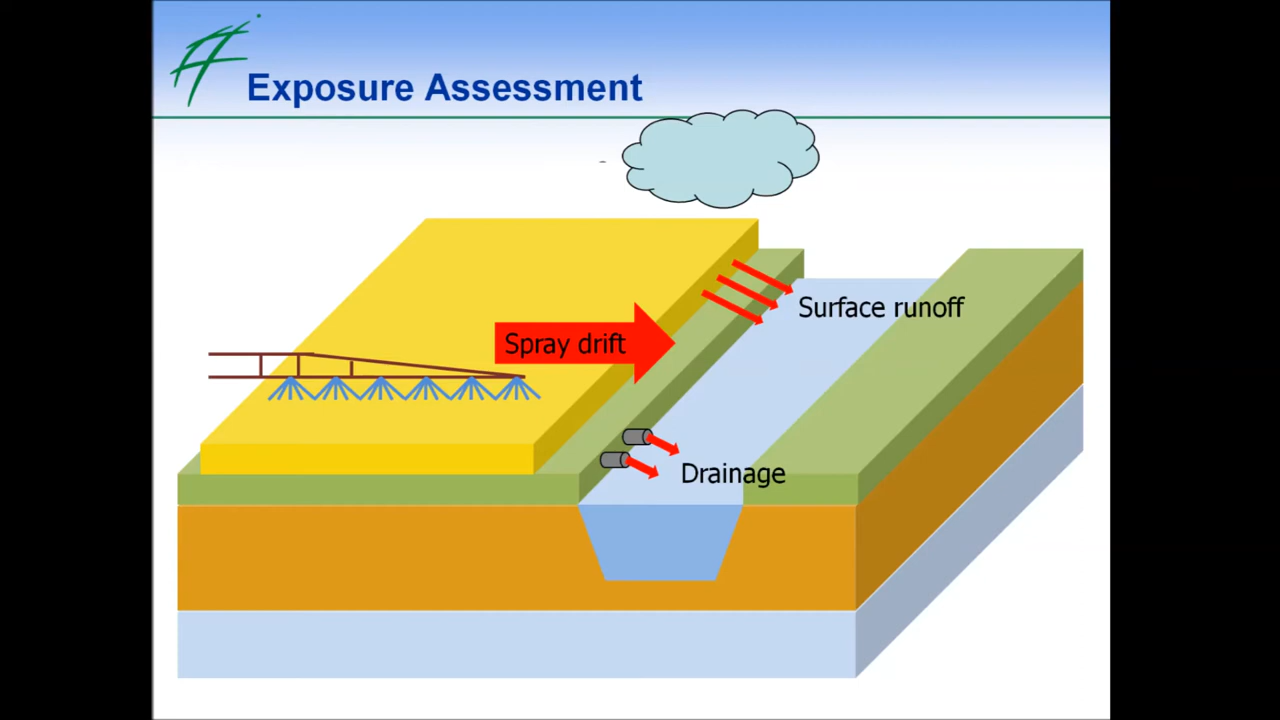 Exposure Assessment
Surface runoff
Spray drift
Drainage